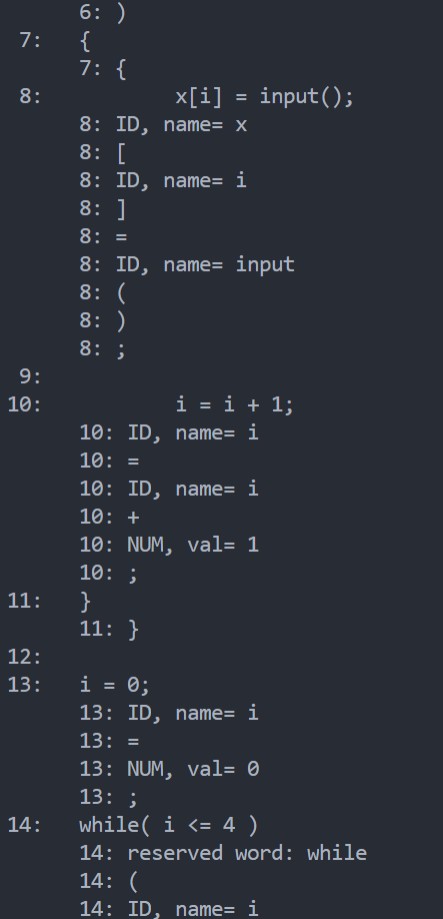 6: )
7: {
7: {
8: x[i] = input();
8: ID, name= x
8: [
8: ID, name= i
8: ]
8: =
8: ID, name= input
8: (
8: )
8: ;
9:
10: i = i + 1;
10: ID, name= i
10: =
10: ID, name= i
10: +
10: NUM, val= 1
10: ;
11: }
11: }
12:
13: i = 0;
13: ID, name= i
13: =
13: NUM, val= 0
13: ;
14: while( i <= 4 )
14: reserved word: while
14: (
14: ID, name= i